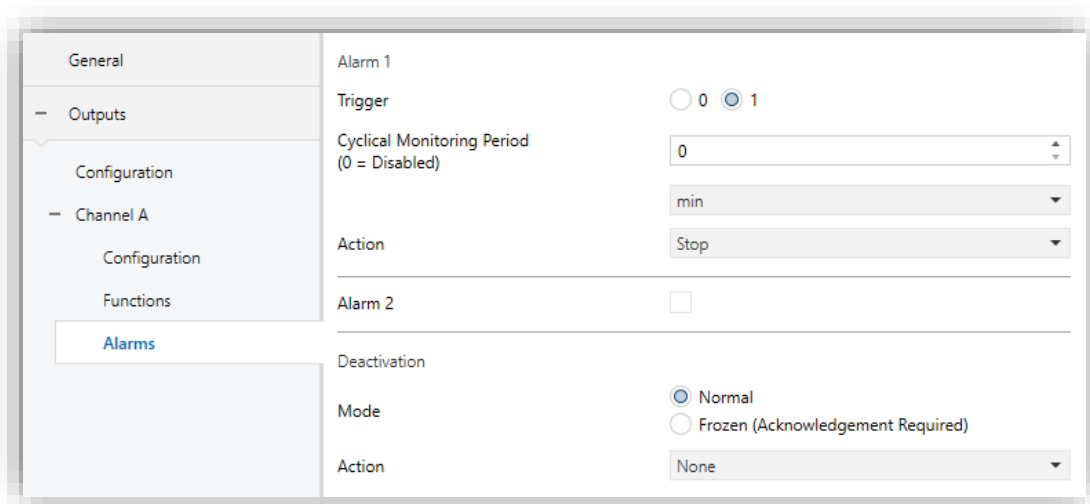 General
Outputs
Configuration
Channel A
Configuration
Functions
Alarms
Alarm 1
Trigger
0 1
Cyclical Monitoring Period
(0 = Disabled)
0
min
Action
Stop
Alarm 2
Deactivation
Mode
Normal
Frozen (Acknowledgement Required)
Action
None